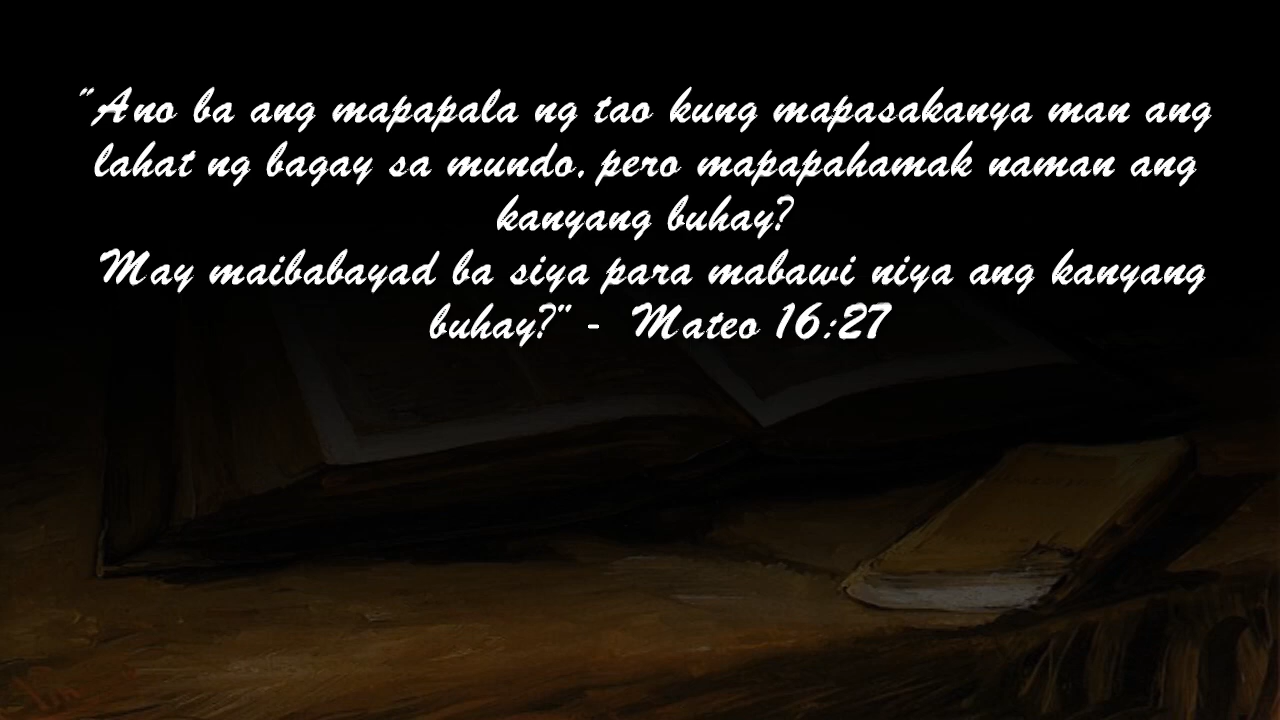 "Ano ba ang mapapala ng tao kung mapasakanya man ang
lahat ng bagay sa mundo, pero mapapahamak naman ang
kanyang buhay?
May maibabayad ba siya para mabawi niya ang kanyang
buhay?" - Mateo 16:27